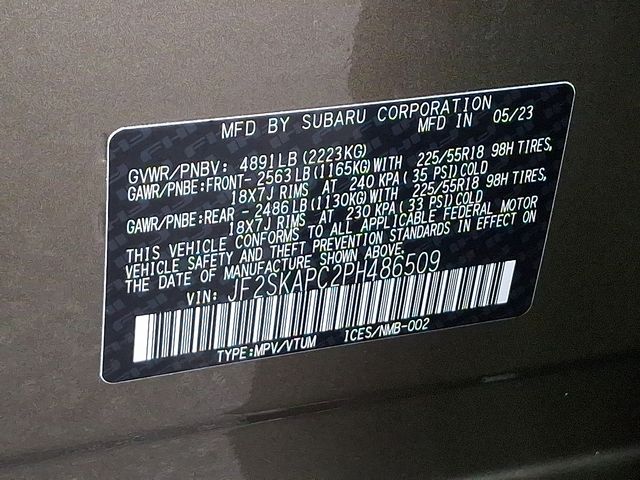 MFD BY SUBARU CORPORATION
MFD IN 05/23
GVWR/PNBV: 4891LB(2223KG)
GAWR/PNBE:FRONT-2563LB(1165KG)WITH 225/55R18 98H TIRES,
18X7J RIMS AT 240 KPA(35 PSI)COLD
GAWR/PNBE:REAR -2486LB(1130KG)WITH 225/55R18 98H TIRES,
18X7J RIMS AT 230 KPA(33 PSI)COLD
THIS VEHICLE CONFORMS TO ALL APPLICABLE FEDERAL MOTOR
VEHICLE SAFETY AND THEFT PREVENTION STANDARDS IN EFFECT ON
THE DATE OF MANUFACTURE SHOWN ABOVE.
VIN: JF2SKAPC2PH486509
TYPE:MPV/VTUM ICES/NMB-002